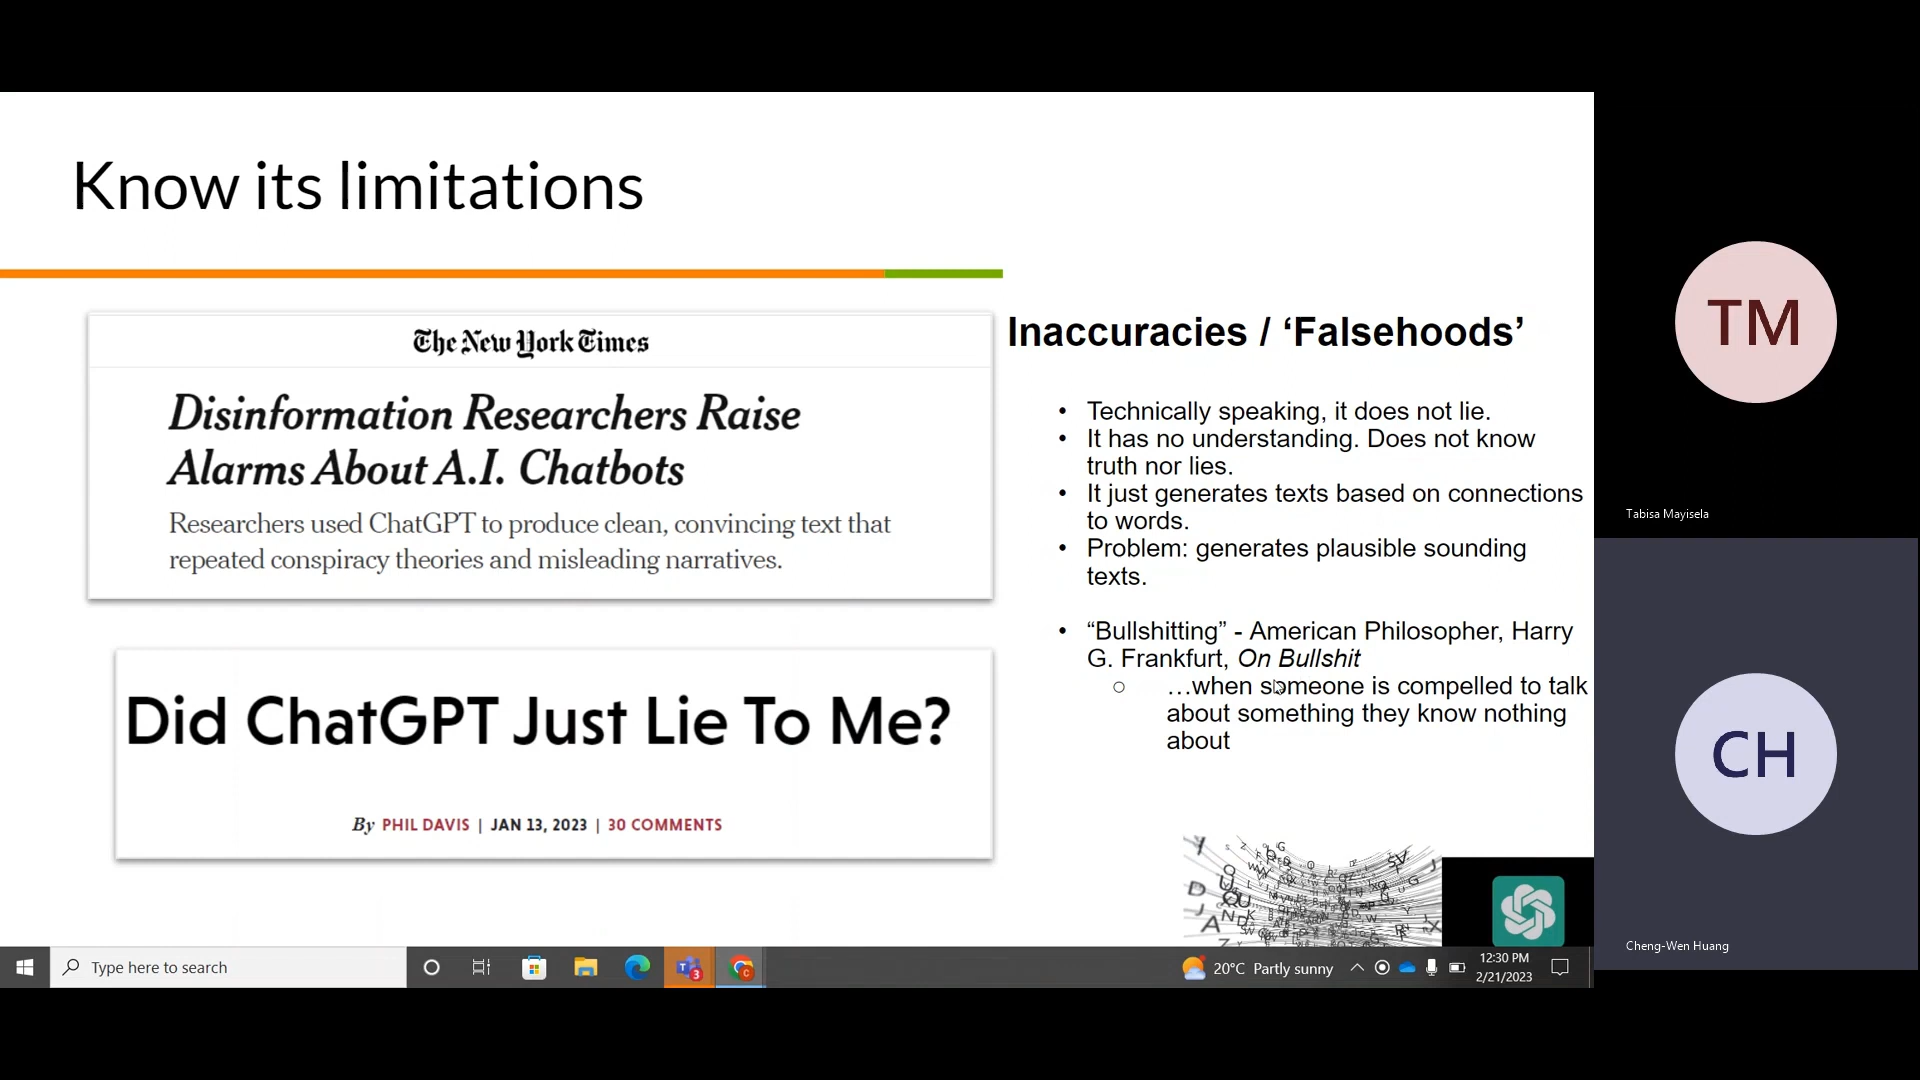 Know its limitations
The New York Times
Disinformation Researchers Raise
Alarms About A.I. Chatbots
Researchers used ChatGPT to produce clean, convincing text that
repeated conspiracy theories and misleading narratives.
Did ChatGPT Just Lie To Me?
By PHIL DAVIS | JAN 13, 2023 | 30 COMMENTS
Inaccuracies / ‘Falsehoods’
• Technically speaking, it does not lie.
• It has no understanding. Does not know
truth nor lies.
• It just generates texts based on connections
to words.
• Problem: generates plausible sounding
texts.
• “Bullshitting” - American Philosopher, Harry
G. Frankfurt, On Bullshit
○ …when someone is compelled to talk
about something they know nothing
about
TM
Tabisa Mayisela
CH
Cheng-Wen Huang
Type here to search
3
C
20°C Partly sunny
12:30 PM
2/21/2023